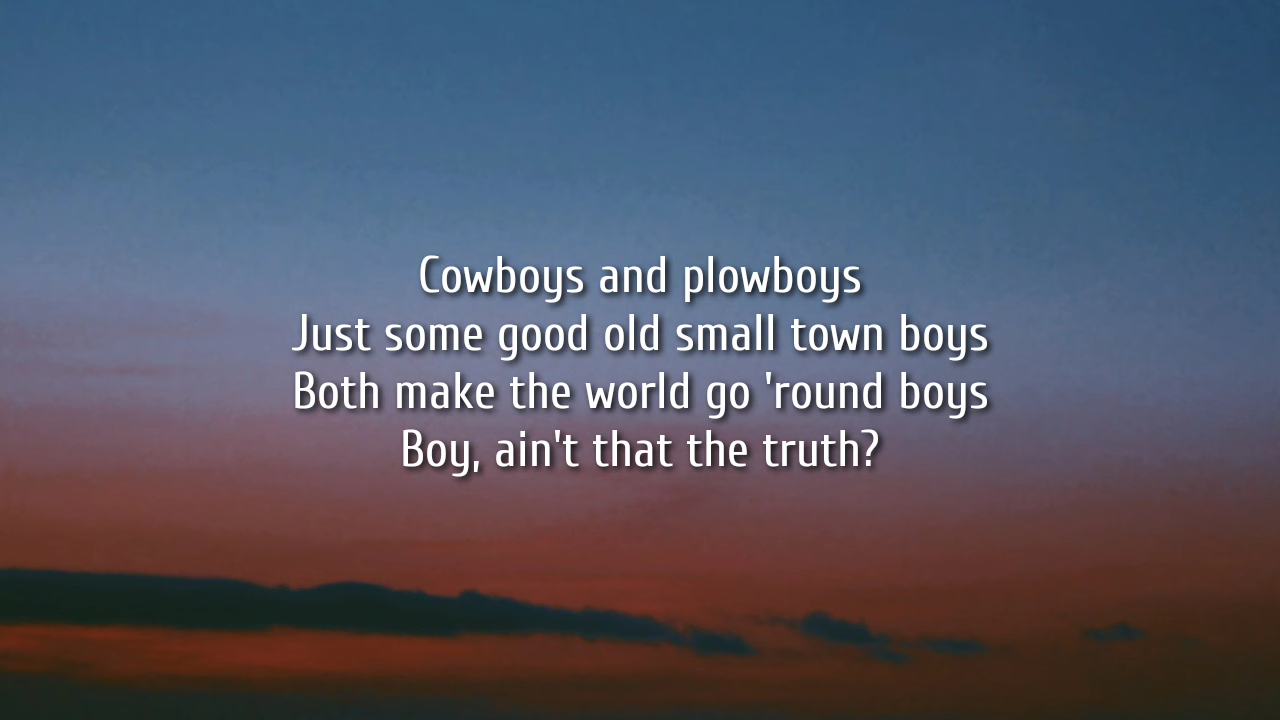 Cowboys and plowboys
Just some good old small town boys
Both make the world go 'round boys
Boy, ain't that the truth?